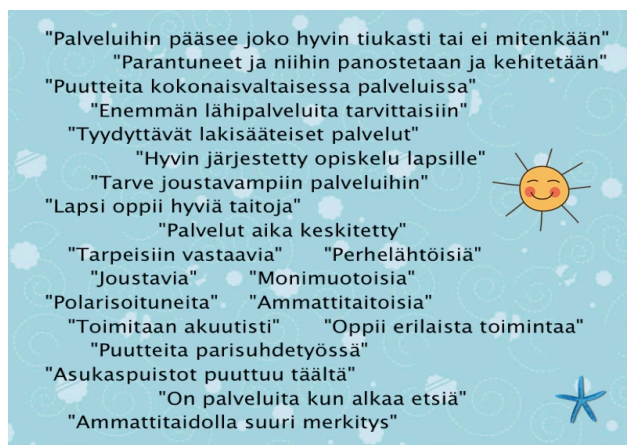 "Palveluihin pääsee joko hyvin tiukasti tai ei mitenkään"
"Parantuneet ja niihin panostetaan ja kehitetään"
"Puutteita kokonaisvaltaisessa palveluissa"
"Enemmän lähipalveluita tarvittaisiin"
"Tyydyttävät lakisääteiset palvelut"
"Hyvin järjestetty opiskelu lapsille"
"Tarve joustavampiin palveluihin"
"Lapsi oppii hyviä taitoja"
"Palvelut aika keskitetty"
"Tarpeisiin vastaavia" "Perhelähtöisiä"
"Joustavia" "Monimuotoisia"
"Polarisoituneita" "Ammattitaitoisia"
"Toimitaan akuutisti" "Oppii erilaista toimintaa"
"Puutteita parisuhdetyössä"
"Asukaspuistot puuttuu täältä"
"On palveluita kun alkaa etsiä"
"Ammattitaidolla suuri merkitys"